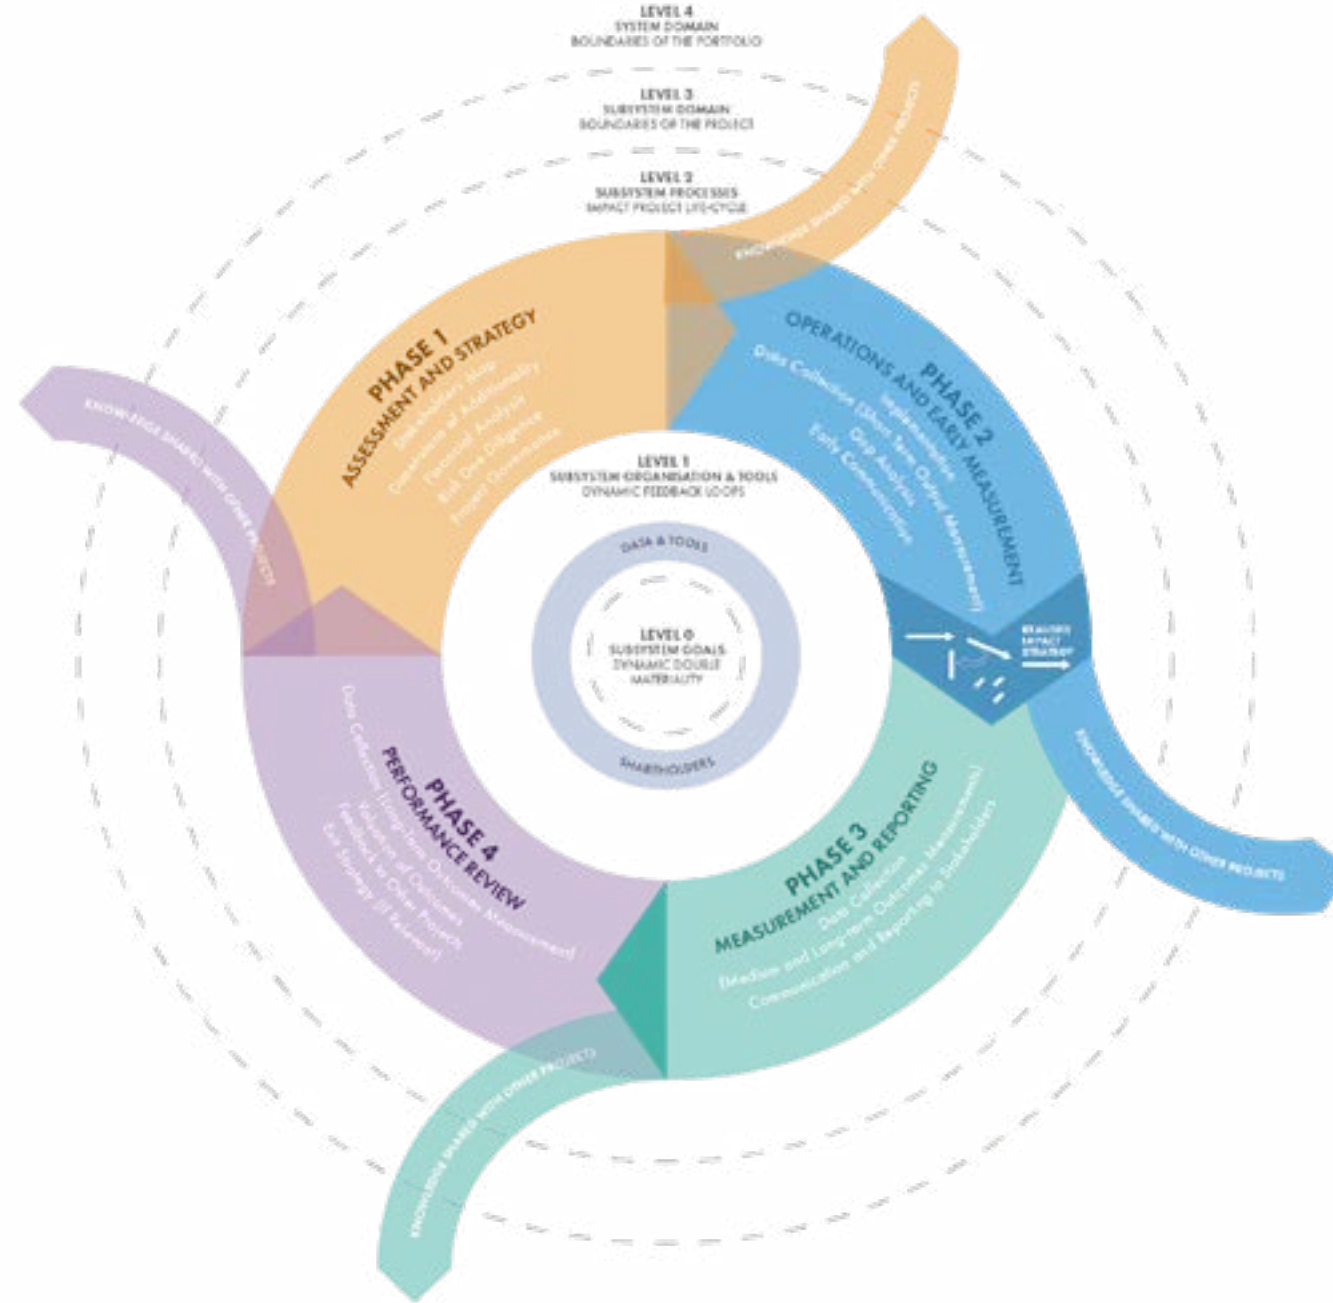 LEVEL 4
SYSTEM DOMAIN
BOUNDARIES OF THE PORTFOLIO
LEVEL 3
SUBSYSTEM DOMAIN
BOUNDARIES OF THE PROJECT
LEVEL 2
SUBSYSTEM PROCESSES
IMPACT PROJECT LIFE-CYCLE
KNOWLEDGE SHARED WITH OTHER PROJECTS
PHASE 1
ASSESSMENT AND STRATEGY
Stakeholders Map
of Additionality
Financial Analysis
Risk Due Diligence
Project Governance
PHASE 2
OPERATIONS AND EARLY MEASUREMENT
Implementation
Data Collection (Short Term Output Measurement)
Gap Analysis
Early Communication
KNOWLEDGE SHARED WITH OTHER PROJECTS
LEVEL 1
SUBSYSTEM ORGANISATION & TOOLS
DYNAMIC FEEDBACK LOOPS
DATA & TOOLS
LEVEL 0
SUBSYSTEM GOALS
DYNAMIC DOUBLE
MATERIALITY
IMPACT
STRATEGY
KNOWLEDGE SHARED WITH OTHER PROJECTS
PHASE 3
MEASUREMENT AND REPORTING
Data Collection
(Medium and Long-term Outcomes Measurement)
Communication and Reporting to Stakeholders
PHASE 4
PERFORMANCE REVIEW
Data Collection (Long-Term Outcomes Measurement)
of Outcomes
Feedback to Other Projects
Exit Strategy (If Relevant)
KNOWLEDGE SHARED WITH OTHER PROJECTS